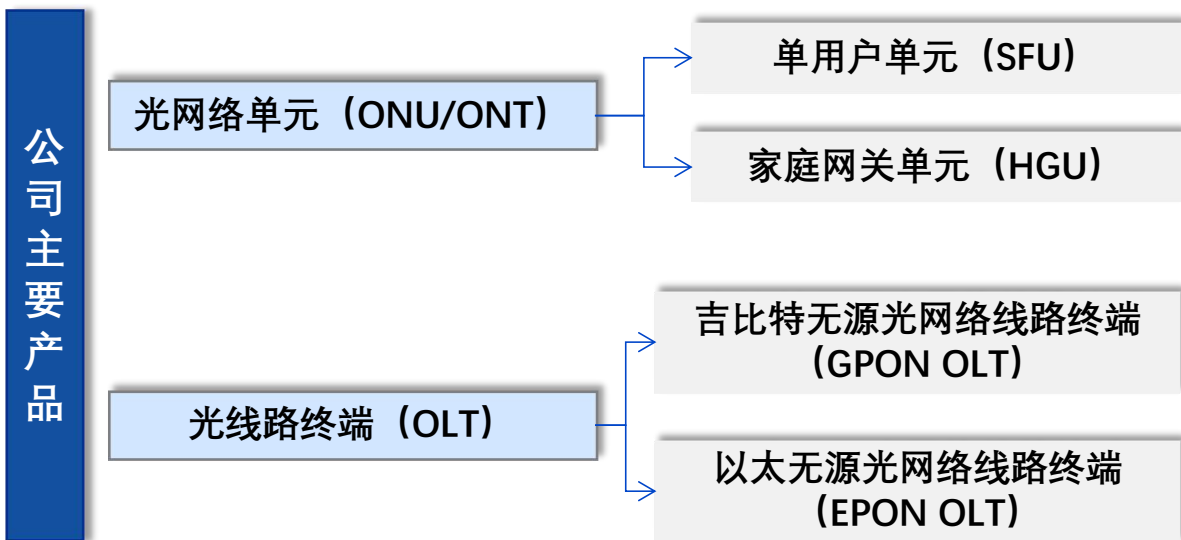 公司主要产品
光网络单元（ONU/ONT）
单用户单元（SFU）
家庭网关单元（HGU）
光线路终端（OLT）
吉比特无源光网络线路终端
（GPON OLT）
以太无源光网络线路终端
（EPON OLT）